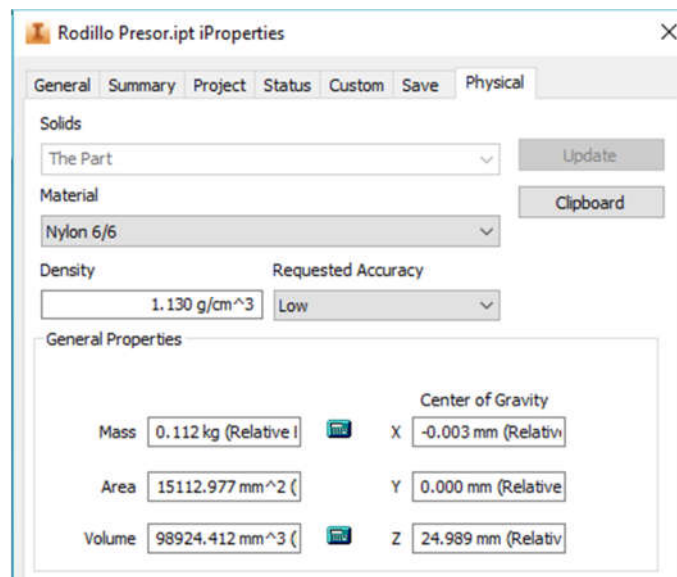 Rodillo Presor.ipt iProperties
General Summary Project Status Custom Save Physical
Solids
The Part
Update
Material
Clipboard
Nylon 6/6
Density Requested Accuracy
1.130 g/cm^3 Low
General Properties
Center of Gravity
Mass 0.112 kg (Relative X -0.003 mm (Relativ
Area 15112.977 mm^2 ( Y 0.000 mm (Relative
Volume 98924.412 mm^3 ( Z 24.989 mm (Relativ